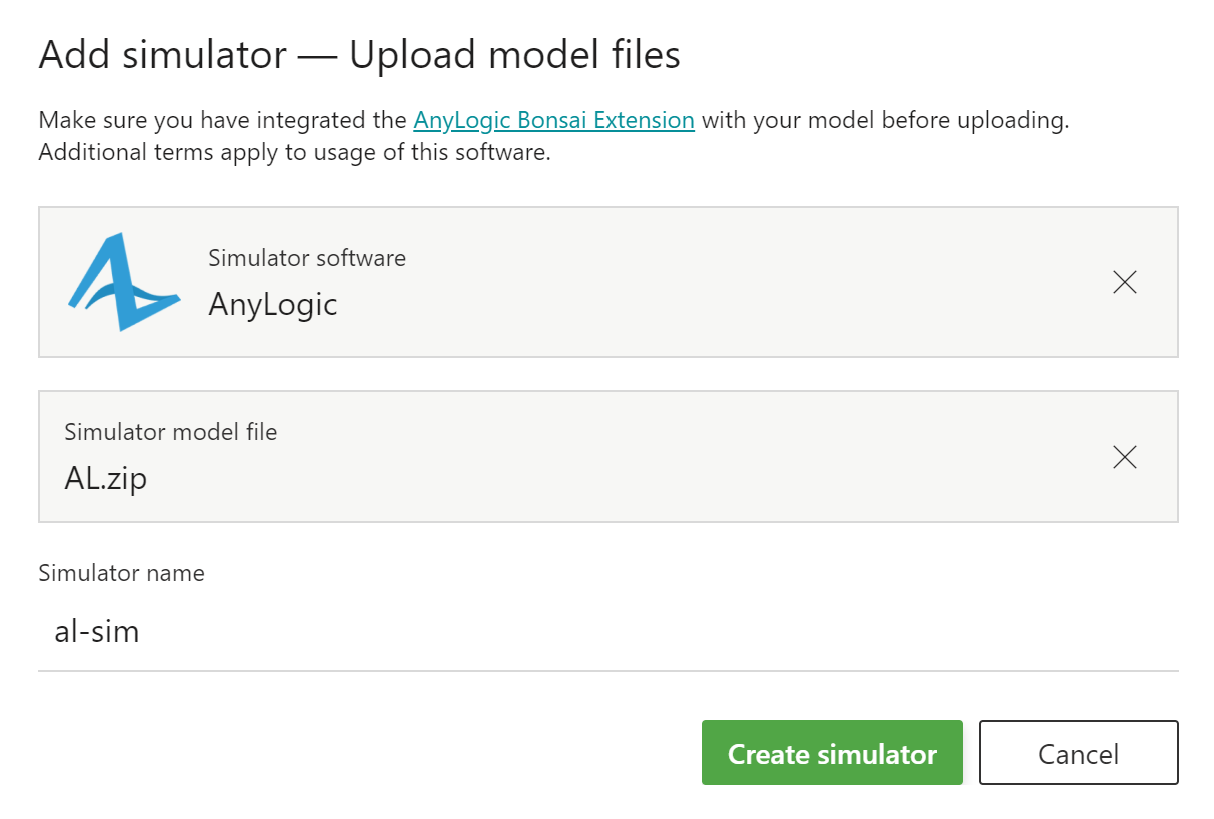 Add simulator — Upload model files
Make sure you have integrated the AnyLogic Bonsai Extension with your model before uploading.
Additional terms apply to usage of this software.
Simulator software
AnyLogic
Simulator model file
AL.zip
Simulator name
al-sim
Create simulator
Cancel